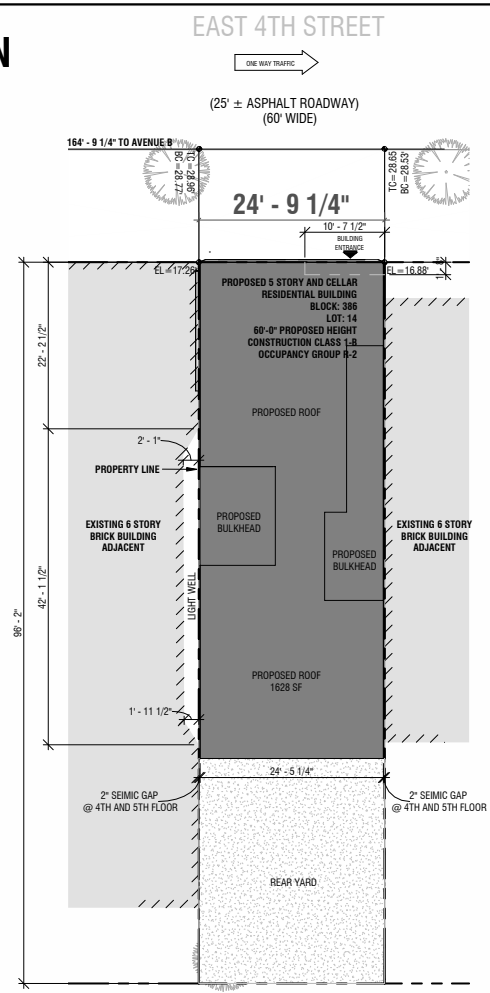 EAST 4TH STREET
N
ONE WAY TRAFFIC
(25' ± ASPHALT ROADWAY)
(60' WIDE)
164' - 9 1/4" TO AVENUE B
TC = 28.96'
BC = 28.77'
TC = 28.65
BC = 28.53'
24' - 9 1/4"
10' - 7 1/2"
BUILDING
ENTRANCE
EL=17.26'
EL=16.88'
PROPOSED 5 STORY AND CELLAR
RESIDENTIAL BUILDING
BLOCK: 386
LOT: 14
60'-0" PROPOSED HEIGHT
CONSTRUCTION CLASS 1-B
OCCUPANCY GROUP R-2
22' - 2 1/2"
PROPOSED ROOF
2' - 1"
PROPERTY LINE
PROPOSED
BULKHEAD
EXISTING 6 STORY
BRICK BUILDING
ADJACENT
EXISTING 6 STORY
BRICK BUILDING
ADJACENT
PROPOSED
BULKHEAD
LIGHT WELL
42' - 1 1/2"
96' - 2"
PROPOSED ROOF
1628 SF
1' - 11 1/2"
24' - 5 1/4"
2" SEIMIC GAP
@ 4TH AND 5TH FLOOR
2" SEIMIC GAP
@ 4TH AND 5TH FLOOR
REAR YARD